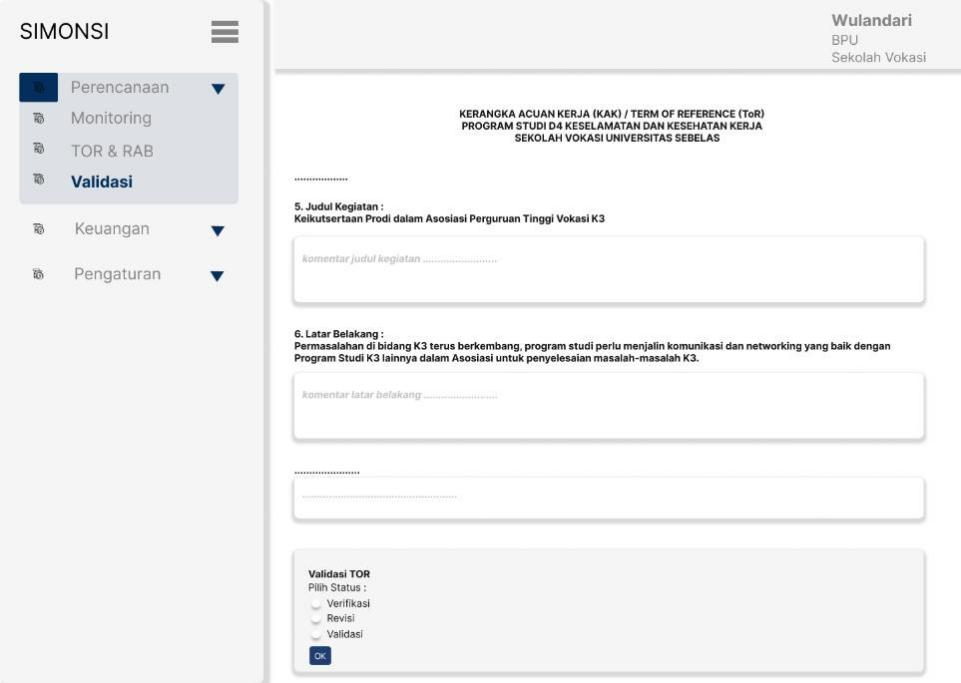 SIMONSI
Perencanaan
Monitoring
TOR & RAB
Validasi
Keuangan
Pengaturan
Wulandari
BPU
Sekolah Vokasi
KERANGKA ACUAN KERJA (KAK) / TERM OF REFERENCE (ToR)
PROGRAM STUDI D4 KESELAMATAN DAN KESEHATAN KERJA
SEKOLAH VOKASI UNIVERSITAS SEBELAS
..................
5. Judul Kegiatan :
Keikutsertaan Prodi dalam Asosiasi Perguruan Tinggi Vokasi K3
komentar judul kegiatan .........................
6. Latar Belakang :
Permasalahan di bidang K3 terus berkembang, program studi perlu menjalin komunikasi dan networking yang baik dengan
Program Studi K3 lainnya dalam Asosiasi untuk penyelesaian masalah-masalah K3.
komentar latar belakang .........................
......................
....................................................
Validasi TOR
Pilih Status :
Verifikasi
Revisi
Validasi
OK